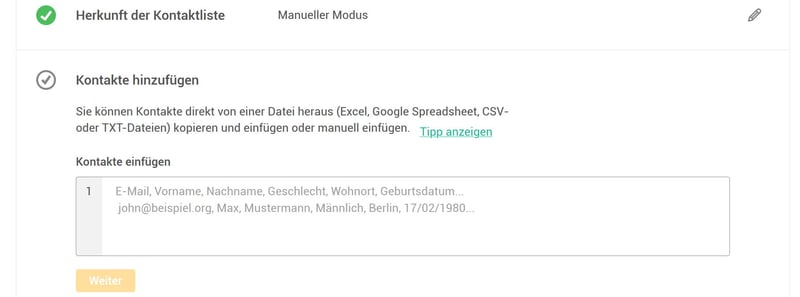 Herkunft der Kontaktliste Manueller Modus
Kontakte hinzufügen
Sie können Kontakte direkt von einer Datei heraus (Excel, Google Spreadsheet, CSV-
oder TXT-Dateien) kopieren und einfügen oder manuell einfügen. Tipp anzeigen
Kontakte einfügen
1 E-Mail, Vorname, Nachname, Geschlecht, Wohnort, Geburtsdatum...
john@beispiel.org, Max, Mustermann, Männlich, Berlin, 17/02/1980...
Weiter